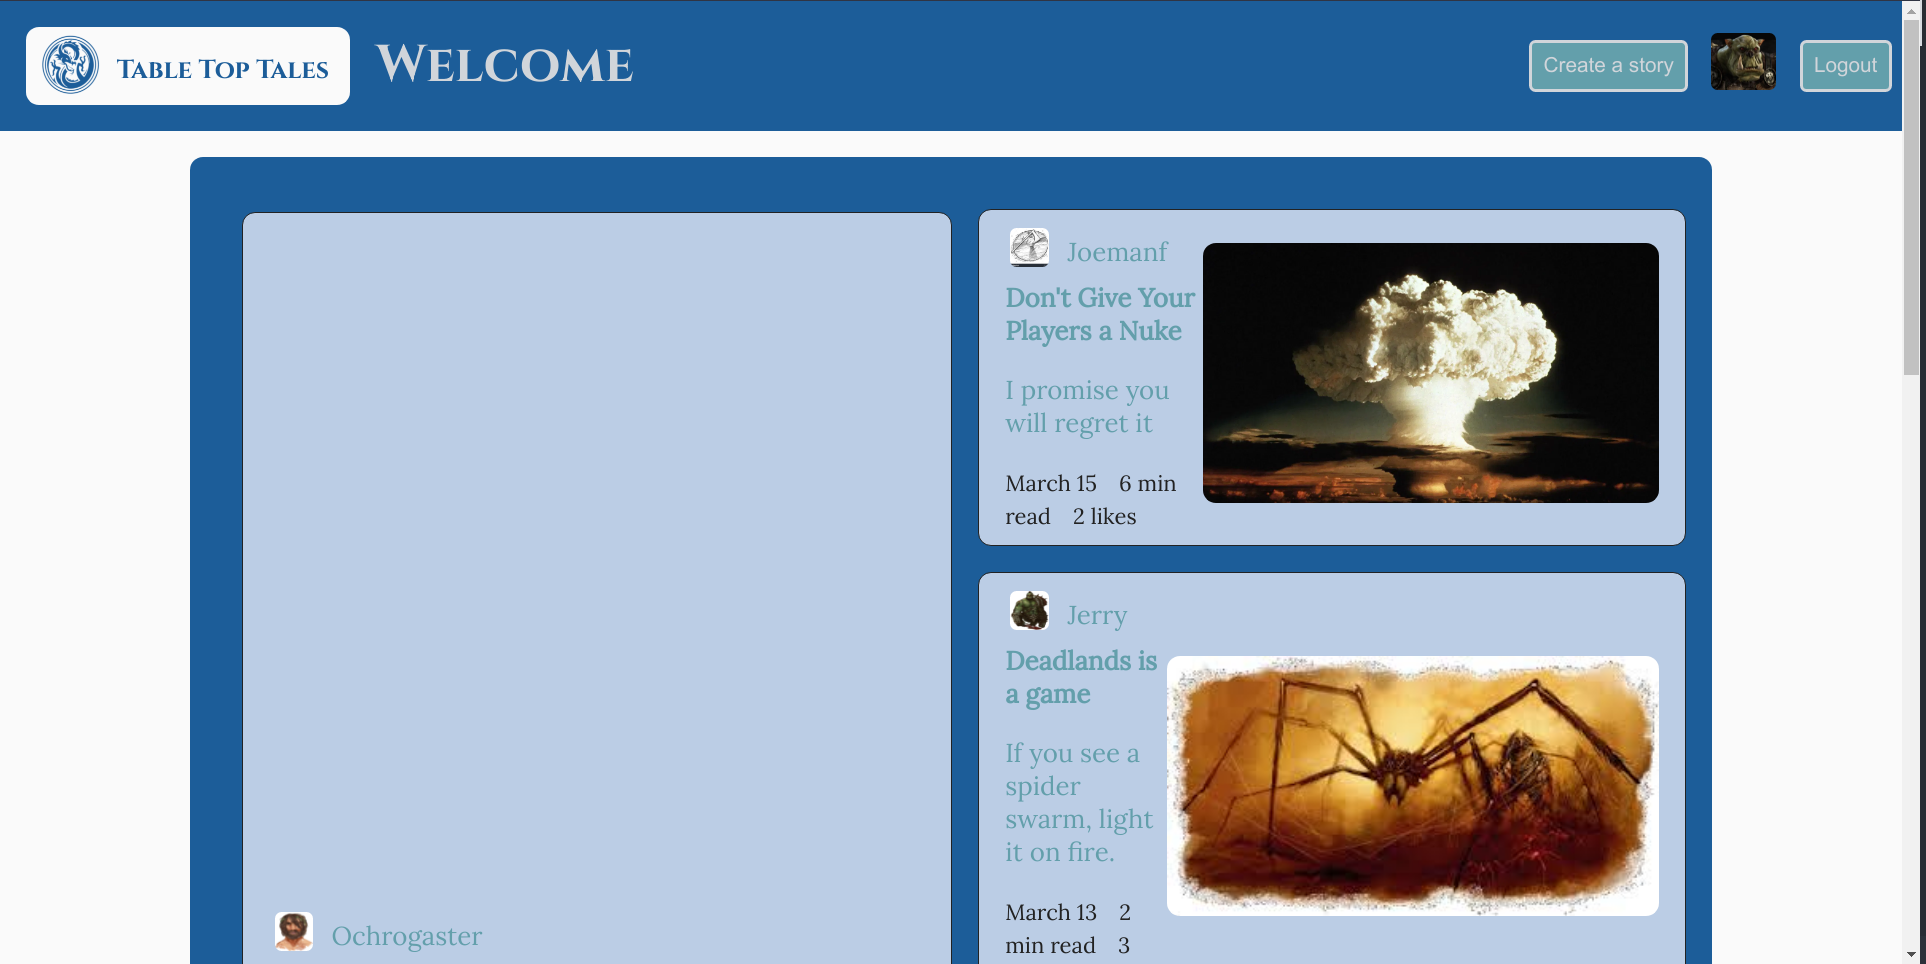 Table Top Tales
Welcome
Create a story
Logout
Joemanf
Don't Give Your
Players a Nuke
I promise you
will regret it
March 15 6 min
read 2 likes
Jerry
Deadlands is
a game
If you see a
spider
swarm, light
it on fire.
March 13 2
min read 3
Ochrogaster